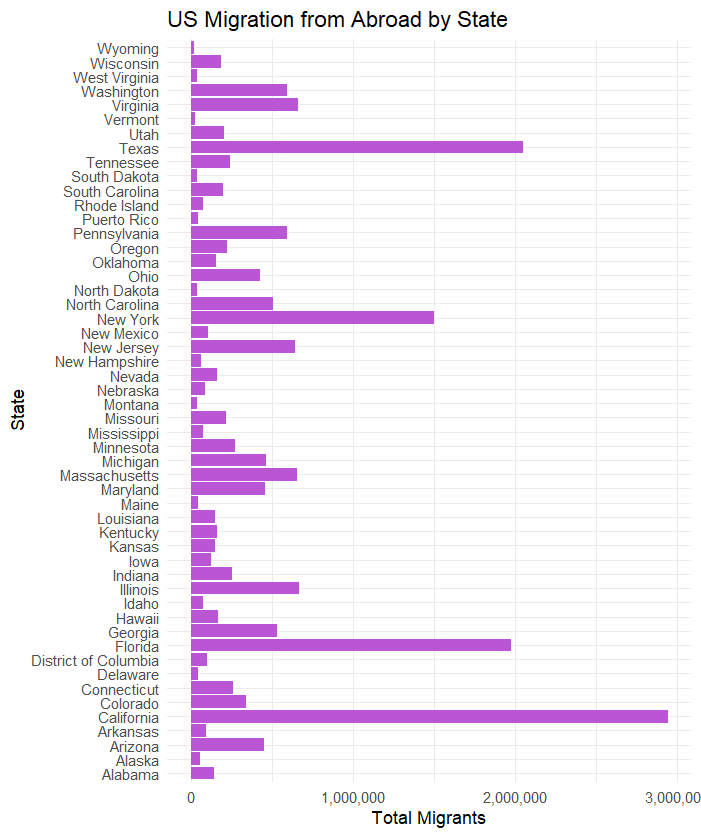 US Migration from Abroad by State
State
Wyoming
Wisconsin
West Virginia
Washington
Virginia
Vermont
Utah
Texas
Tennessee
South Dakota
South Carolina
Rhode Island
Puerto Rico
Pennsylvania
Oregon
Oklahoma
Ohio
North Dakota
North Carolina
New York
New Mexico
New Jersey
New Hampshire
Nevada
Nebraska
Montana
Missouri
Mississippi
Minnesota
Michigan
Massachusetts
Maryland
Maine
Louisiana
Kentucky
Kansas
Iowa
Indiana
Illinois
Idaho
Hawaii
Georgia
Florida
District of Columbia
Delaware
Connecticut
Colorado
California
Arkansas
Arizona
Alaska
Alabama
0 1,000,000 2,000,000 3,000,00
Total Migrants